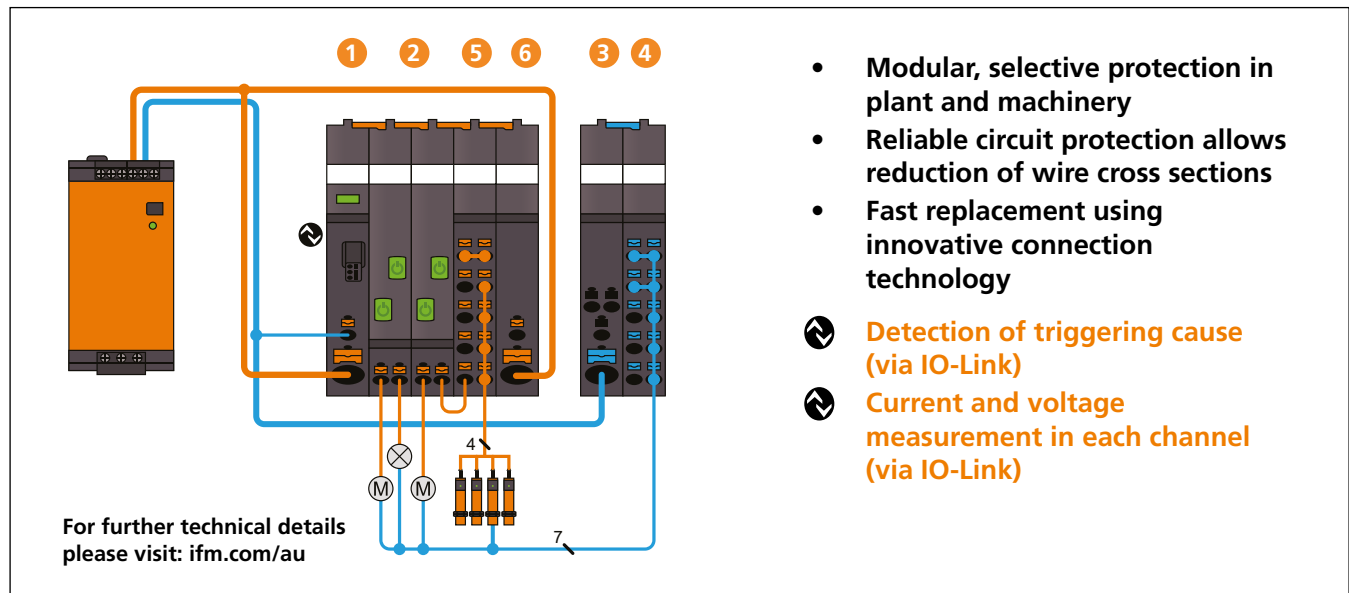 1 2 5 6 3 4
4
M M
7
For further technical details
please visit: ifm.com/au
• Modular, selective protection in
plant and machinery
• Reliable circuit protection allows
reduction of wire cross sections
• Fast replacement using
innovative connection
technology
Detection of triggering cause
(via IO-Link)
Current and voltage
measurement in each channel
(via IO-Link)